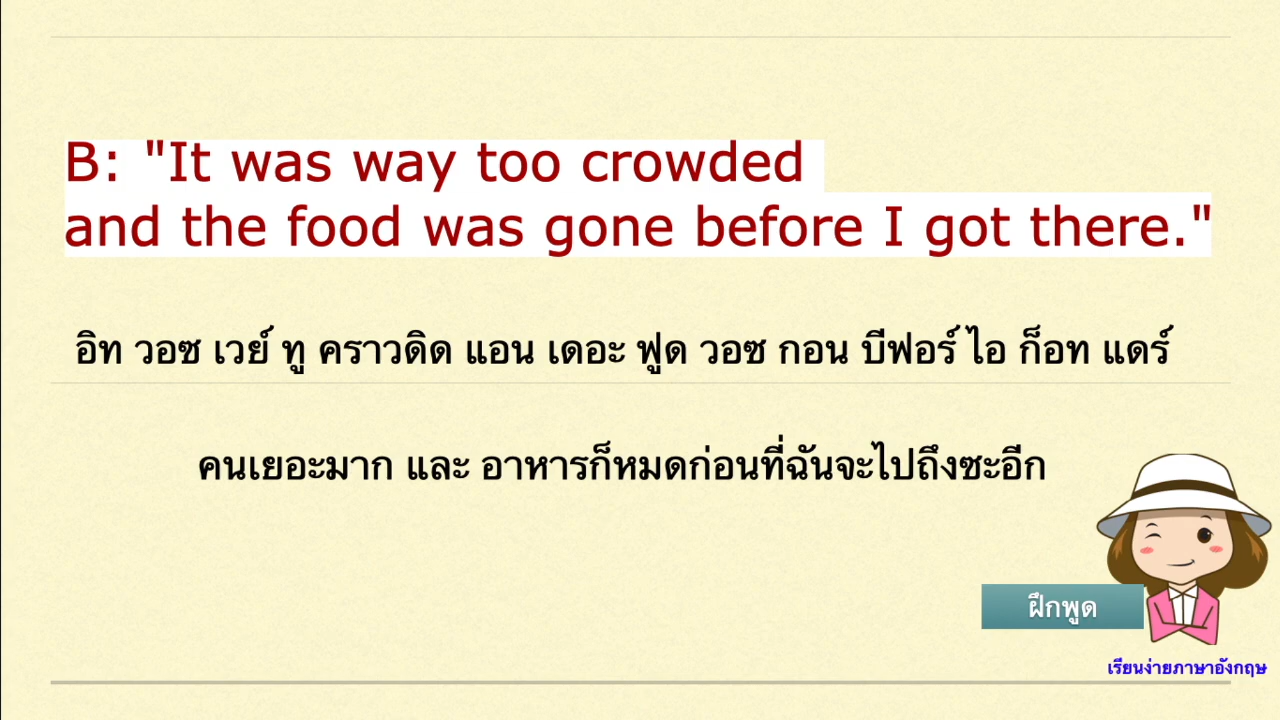 B: "It was way too crowded
and the food was gone before I got there."
อิท วอซ เวย์ ทู คราวดิด แอน เดอะ ฟูด วอซ กอน บีฟอร์ ไอ ก็อท แดร์
คนเยอะมาก และ อาหารก็หมดก่อนที่ฉันจะไปถึงซะอีก
ฝึกพูด
เรียนง่ายภาษาอังกฤษ